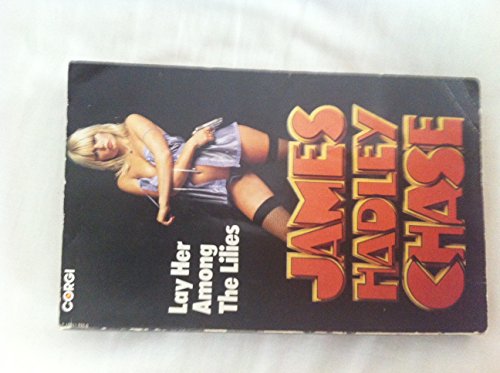 CORGI
Lay Her
Among
The Lilies
JAMES
HADLEY
CHASE